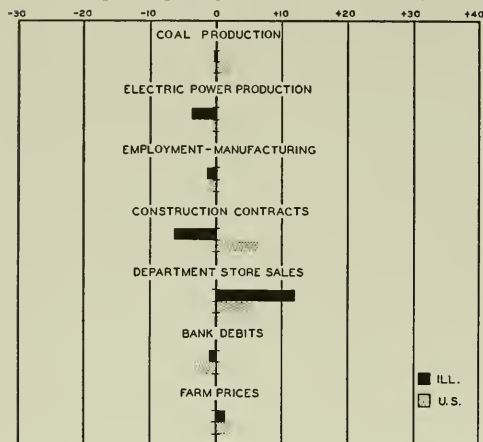 -30 -20 -10 0 +10 +20 +30 +40
COAL PRODUCTION
ELECTRIC POWER PRODUCTION
EMPLOYMENT-MANUFACTURING
CONSTRUCTION CONTRACTS
DEPARTMENT STORE SALES
BANK DEBITS
FARM PRICES
ILL.
U.S.